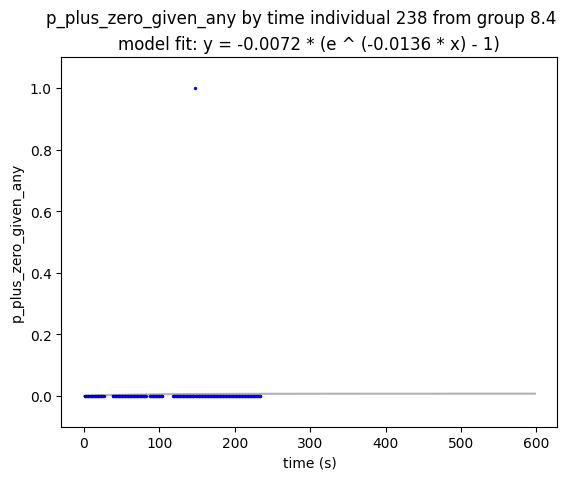 p_plus_zero_given_any by time individual 238 from group 8.4
model fit: y = -0.0072 * (e ^ (-0.0136 * x) - 1)
p_plus_zero_given_any
1.0
0.8
0.6
0.4
0.2
0.0
0 100 200 300 400 500 600
time (s)